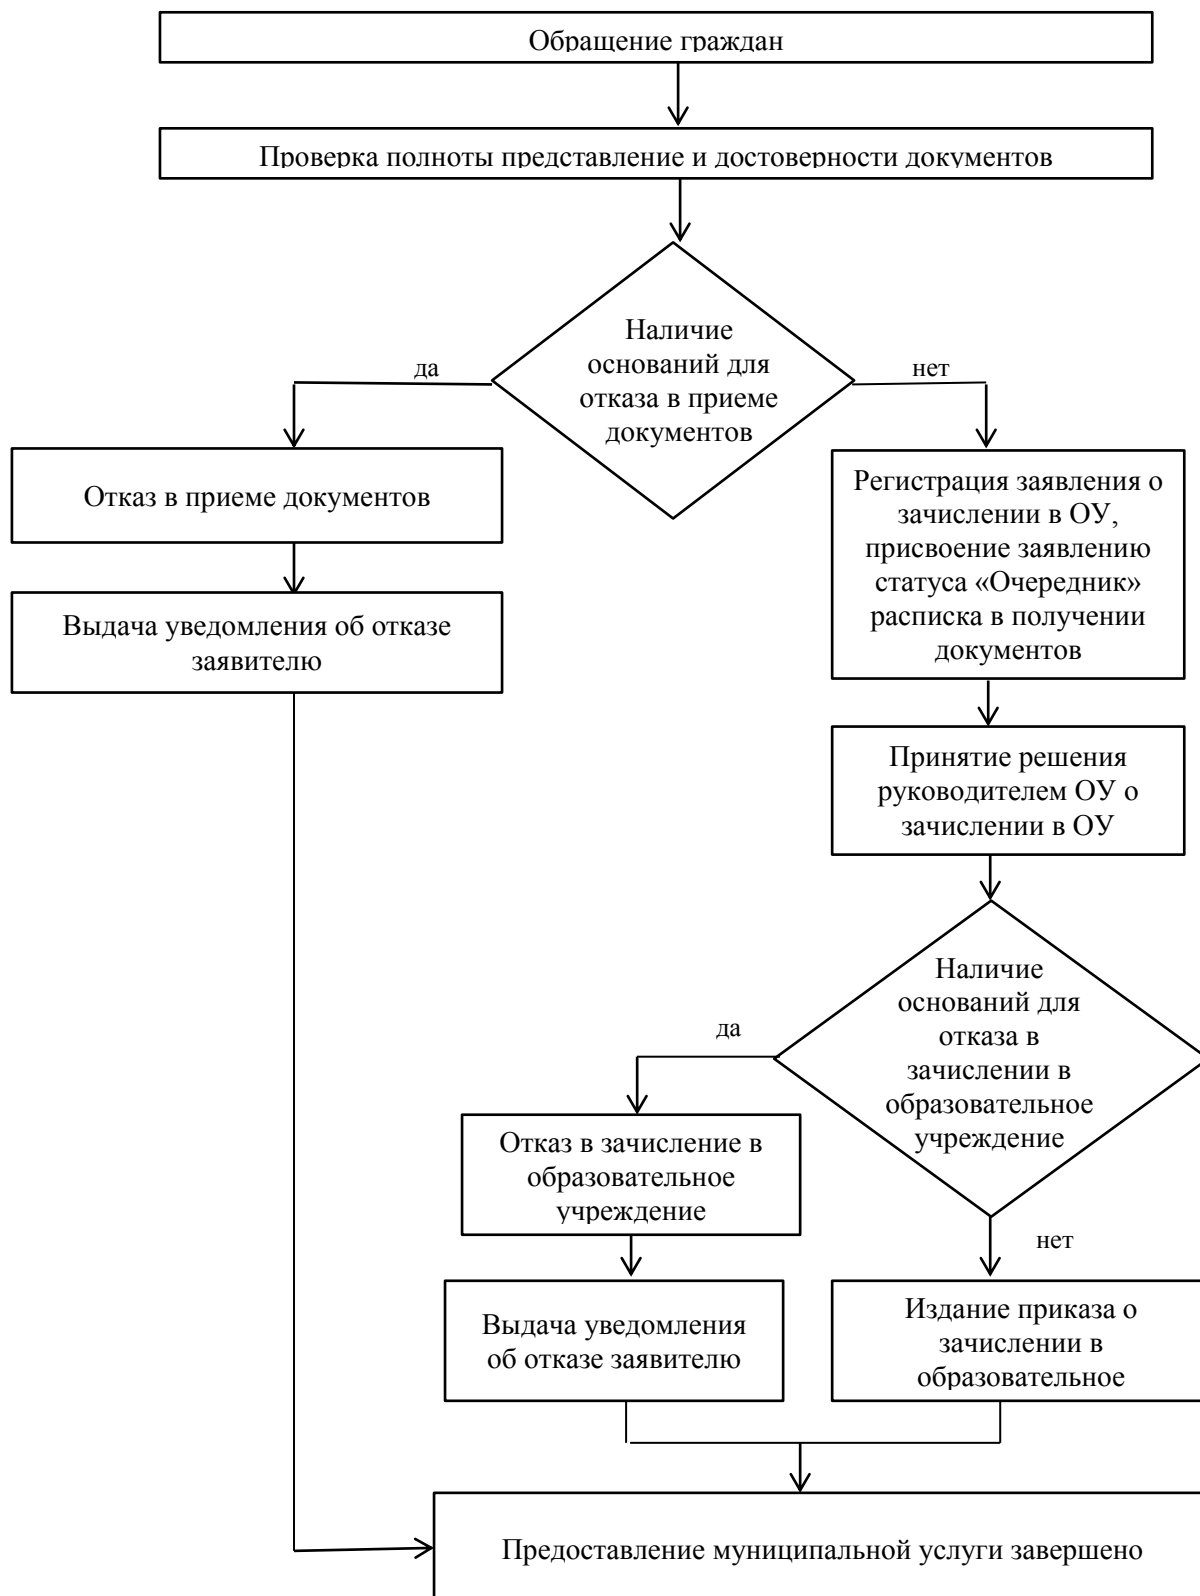 Обращение граждан
Проверка полноты представление и достоверности документов
Наличие
оснований для
отказа в приеме
документов
да
нет
Отказ в приеме документов
Выдача уведомления об отказе
заявителю
Регистрация заявления о
зачислении в ОУ,
присвоение заявлению
статуса «Очередник»
расписка в получении
документов
Принятие решения
руководителем ОУ о
зачислении в ОУ
Наличие
оснований для
отказа в
зачислении в
образовательное
учреждение
да
Отказ в зачисление в
образовательное
учреждение
нет
Выдача уведомления
об отказе заявителю
Издание приказа о
зачислении в
образовательное
Предоставление муниципальной услуги завершено